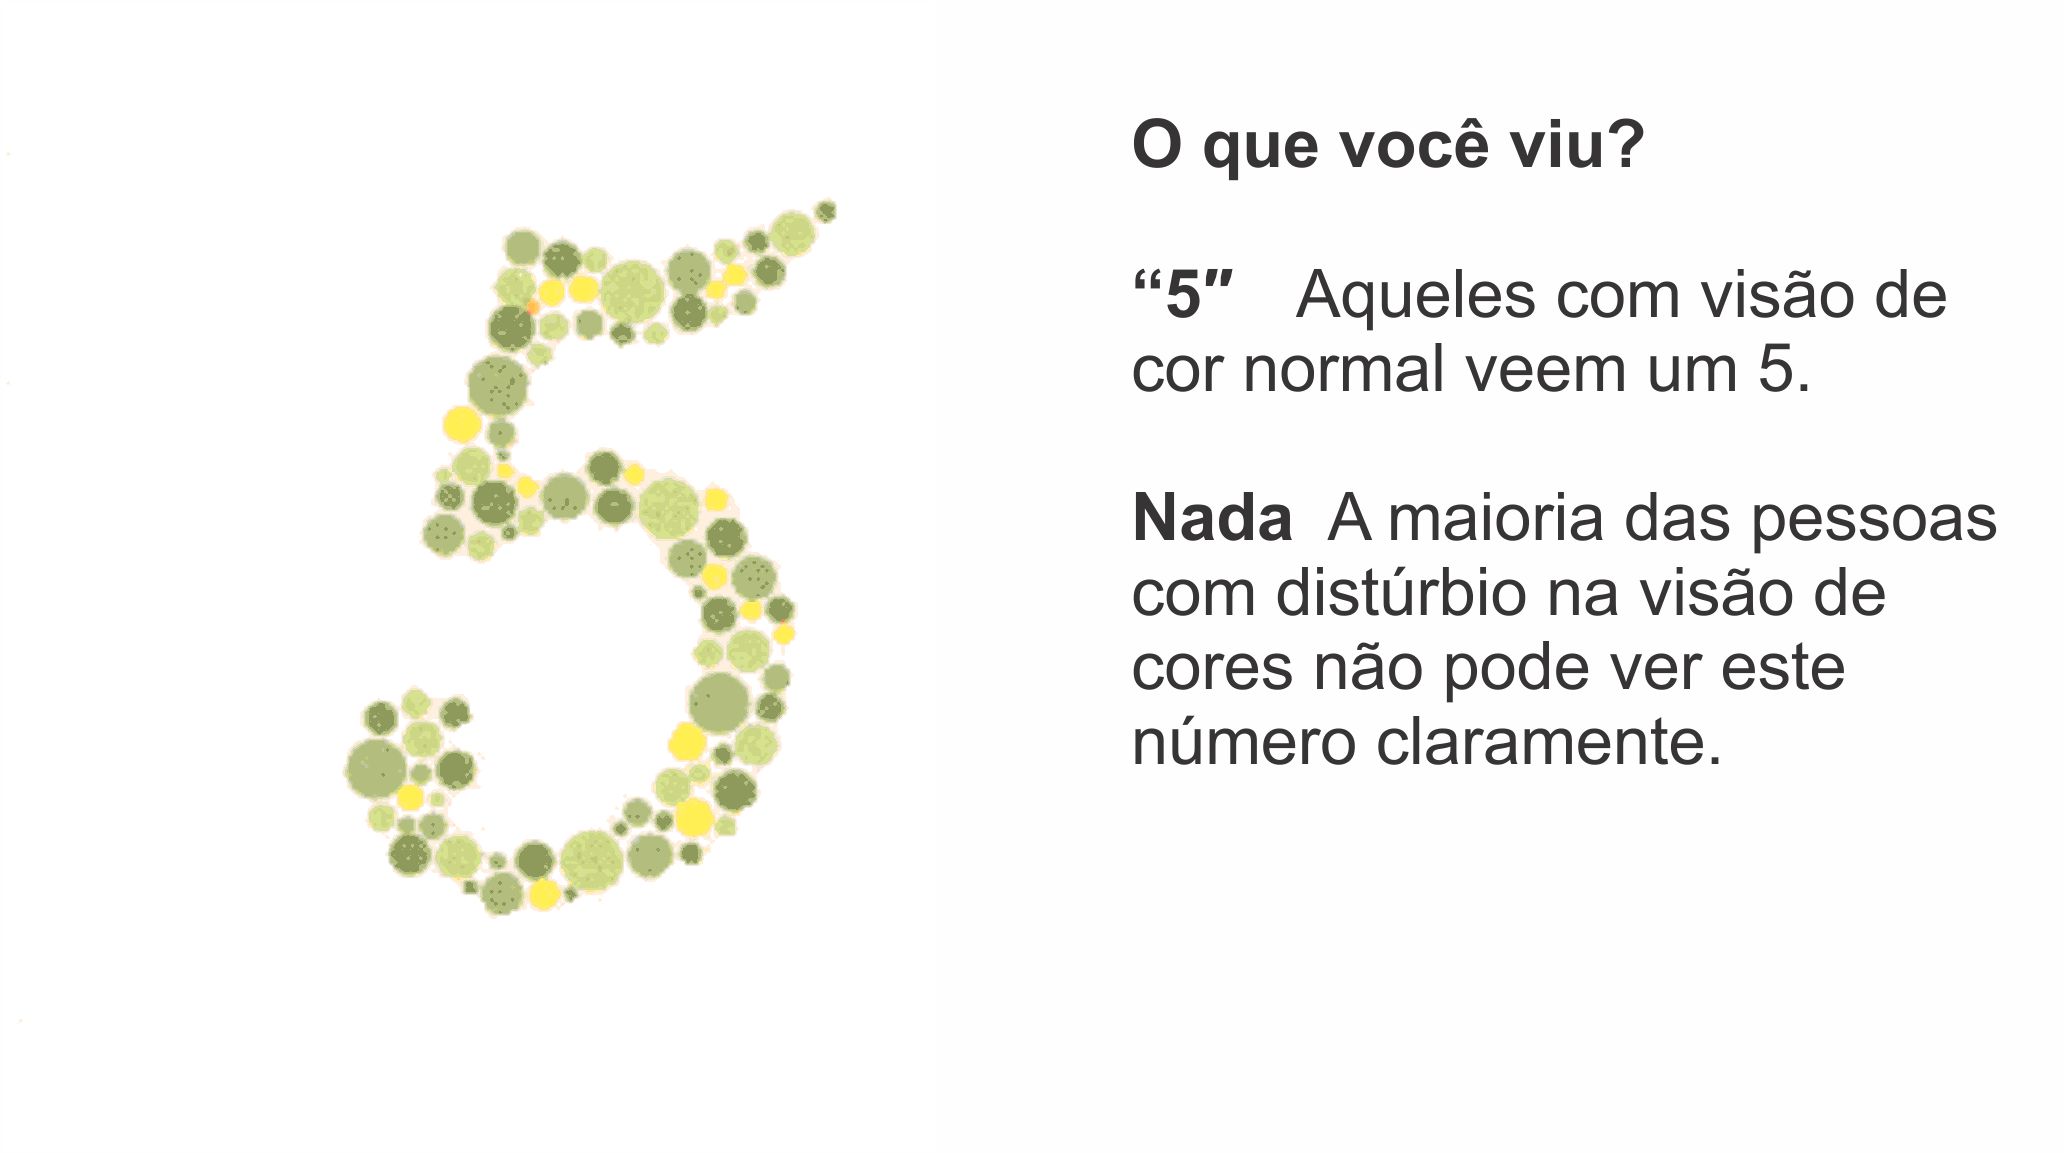 5
O que você viu?
“5″ Aqueles com visão de
cor normal veem um 5.
Nada A maioria das pessoas
com distúrbio na visão de
cores não pode ver este
número claramente.